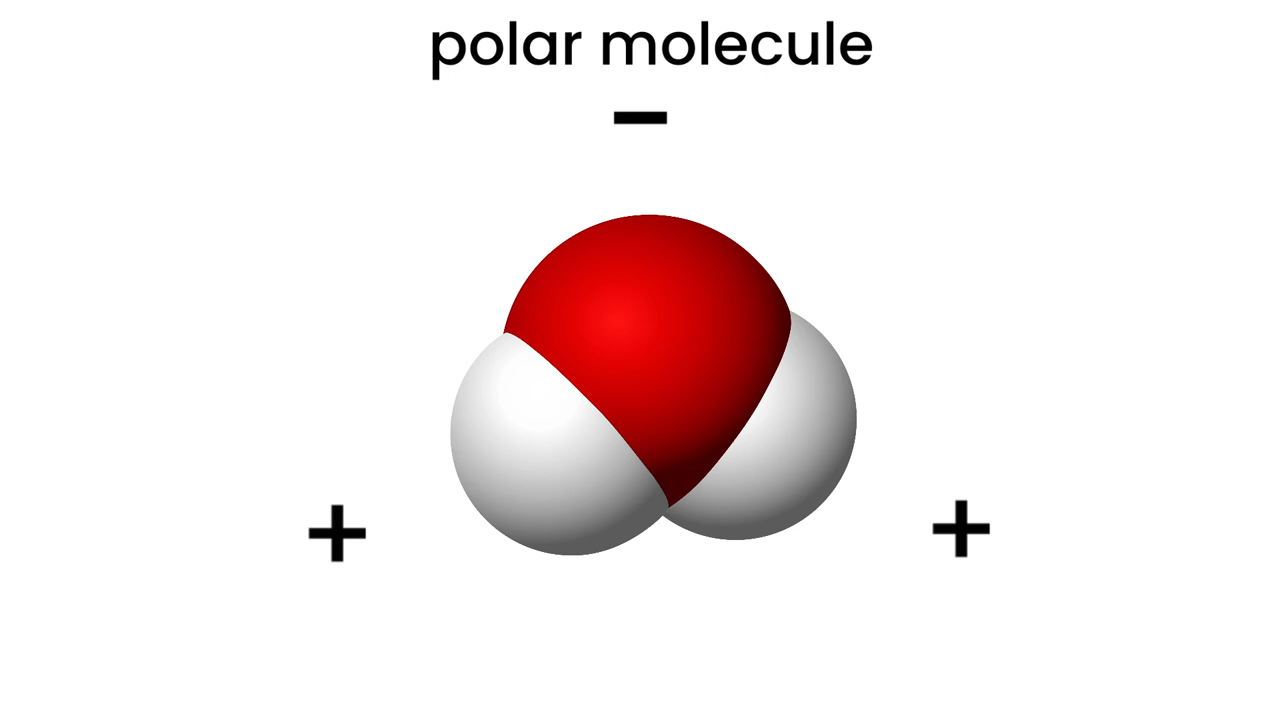 polar molecule
−
+ +